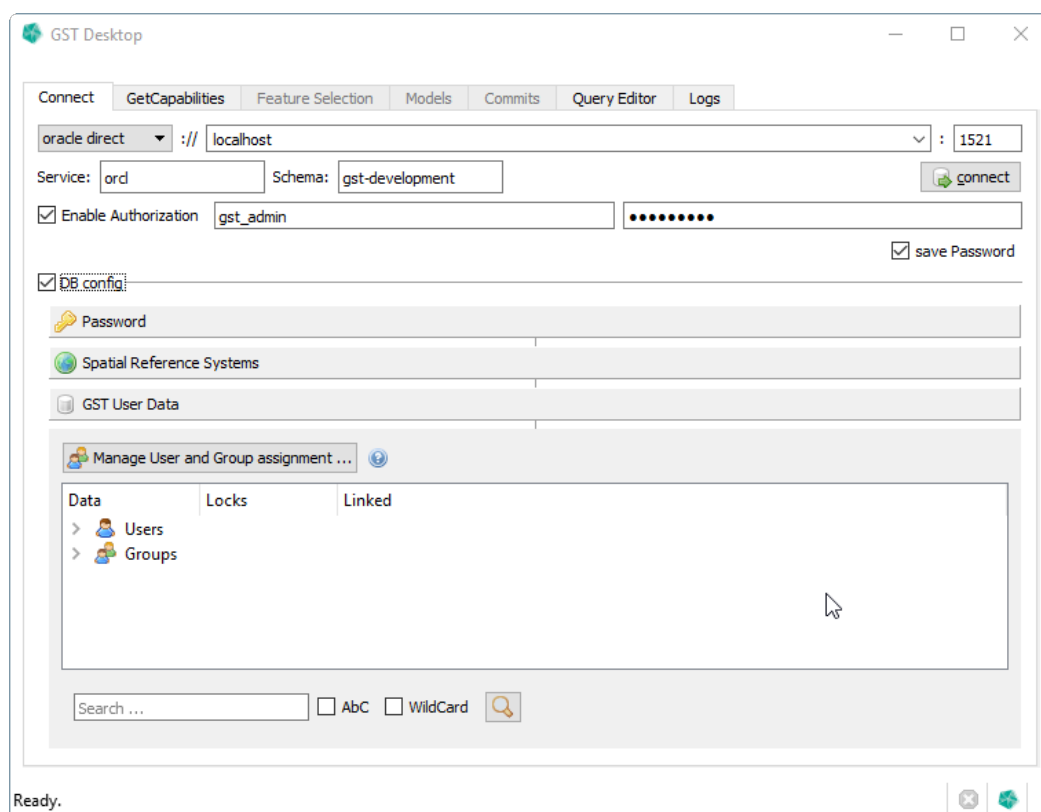 GST Desktop
Connect GetCapabilities Feature Selection Models Commits Query Editor Logs
oracle direct :// localhost : 1521
Service: orcl Schema: gst-development connect
Enable Authorization gst_admin •••••••••
save Password
DB config
Password
Spatial Reference Systems
GST User Data
Manage User and Group assignment ...
Data Locks Linked
Users
Groups
Search ... AbC WildCard
Ready.